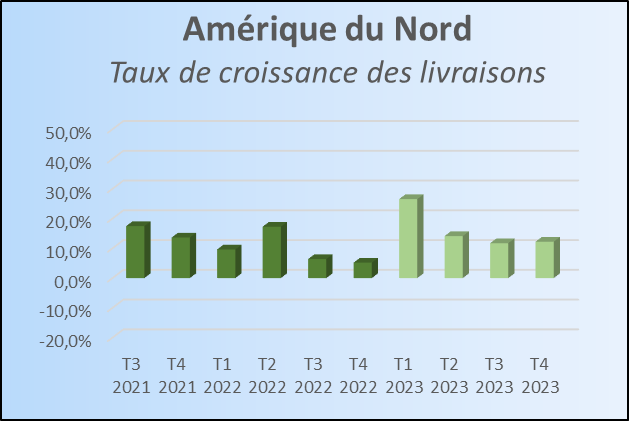 Amérique du Nord
Taux de croissance des livraisons
50,0%
40,0%
30,0%
20,0%
10,0%
0,0%
-10,0%
-20,0%
T3 T4 T1 T2 T3 T4 T1 T2 T3 T4
2021 2021 2022 2022 2022 2022 2023 2023 2023 2023